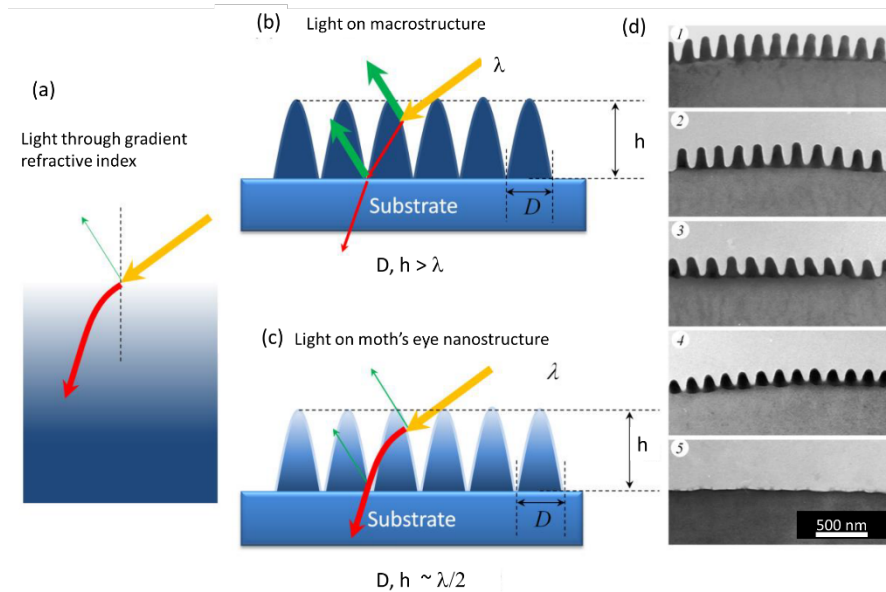 (a)
Light through gradient
refractive index
(b)
Light on macrostructure
λ
h
D
Substrate
D, h > λ
(c) Light on moth's eye nanostructure
λ
h
D
Substrate
D, h ~ λ/2
(d)
1
2
3
4
5
500 nm